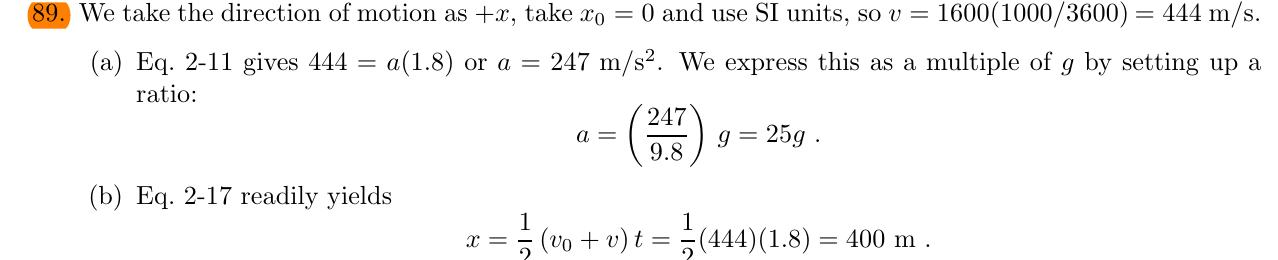 89. We take the direction of motion as +x, take x₀ = 0 and use SI units, so v = 1600(1000/3600) = 444 m/s.
(a) Eq. 2-11 gives 444 = a(1.8) or a = 247 m/s². We express this as a multiple of g by setting up a
ratio:
a = (247/9.8) g = 25g .
(b) Eq. 2-17 readily yields
x = 1/2 (v₀ + v) t = 1/2 (444)(1.8) = 400 m .